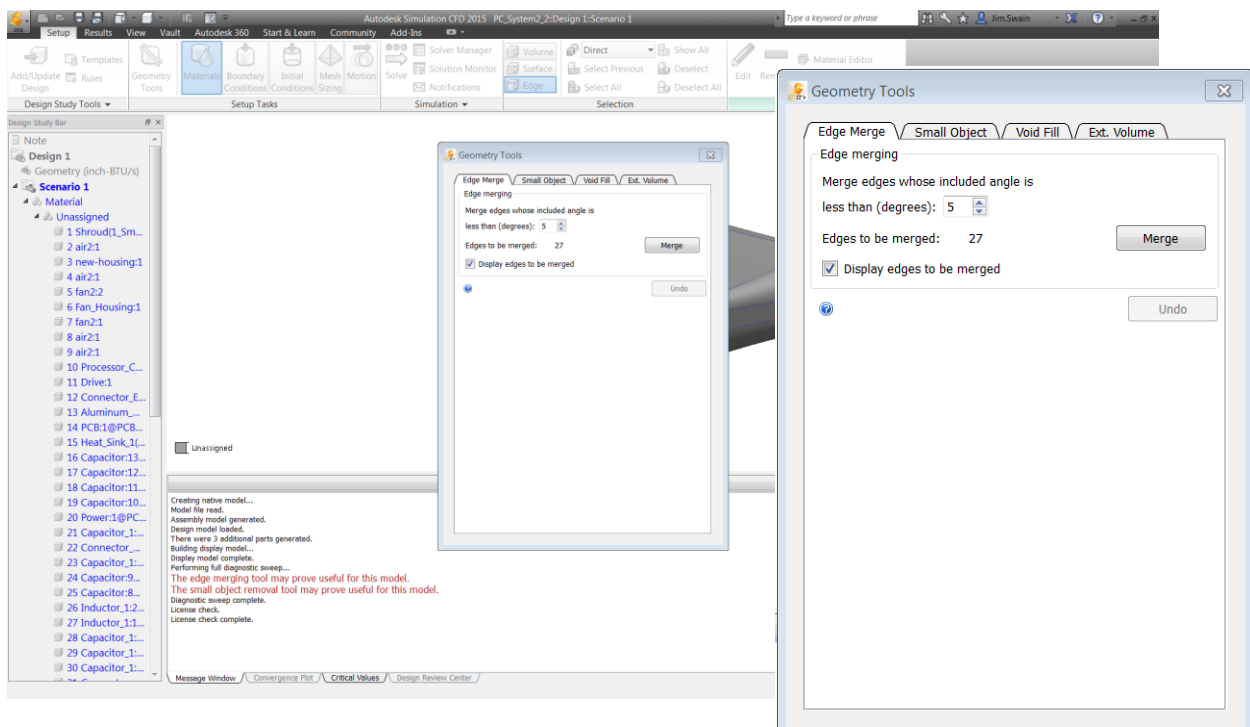 Autodesk Simulation CFD 2015 PC_System2_2::Design 1::Scenario 1
Type a keyword or phrase
Jim.Swain
CFD
Setup Results View Vault Autodesk 360 Start & Learn Community Add-Ins
Add/Update
Design
Templates
Rules
Design Study Tools
Geometry
Tools
Materials
Boundary
Conditions
Initial
Conditions
Mesh
Sizing
Motion
Setup Tasks
Solve
Solver Manager
Solution Monitor
Notifications
Simulation
Volume
Surface
Edge
Direct
Select Previous
Select All
Show All
Deselect
Deselect All
Selection
Edit
Material Editor
Design Study Bar
Note
Design 1
Geometry (inch-BTU/s)
Scenario 1
Material
Unassigned
1 Shroud(1_Sm...
2 air2:1
3 new-housing:1
4 air2:1
5 fan2:2
6 Fan_Housing:1
7 fan2:1
8 air2:1
9 air2:1
10 Processor_C...
11 Drive:1
12 Connector_E...
13 Aluminum_...
14 PCB:1@PCB...
15 Heat_Sink_1(...
16 Capacitor:13...
17 Capacitor:12...
18 Capacitor:11...
19 Capacitor:10...
20 Power:1@PC...
21 Capacitor_1:...
22 Connector_...
23 Capacitor_1:...
24 Capacitor:9...
25 Capacitor:8...
26 Inductor_1:2...
27 Inductor_1:1...
28 Capacitor_1:...
29 Capacitor_1:...
30 Capacitor_1:...
Unassigned
Geometry Tools
Edge Merge Small Object Void Fill Ext. Volume
Edge merging
Merge edges whose included angle is
less than (degrees): 5
Edges to be merged: 27 Merge
Display edges to be merged
Undo
Creating native model...
Model file read.
Assembly model generated.
Design model loaded.
There were 3 additional parts generated.
Building display model...
Display model complete.
Performing full diagnostic sweep...
The edge merging tool may prove useful for this model.
The small object removal tool may prove useful for this model.
Diagnostic sweep complete.
License check.
License check complete.
Message Window Convergence Plot Critical Values Design Review Center
Geometry Tools
Edge Merge Small Object Void Fill Ext. Volume
Edge merging
Merge edges whose included angle is
less than (degrees): 5
Edges to be merged: 27 Merge
Display edges to be merged
Undo